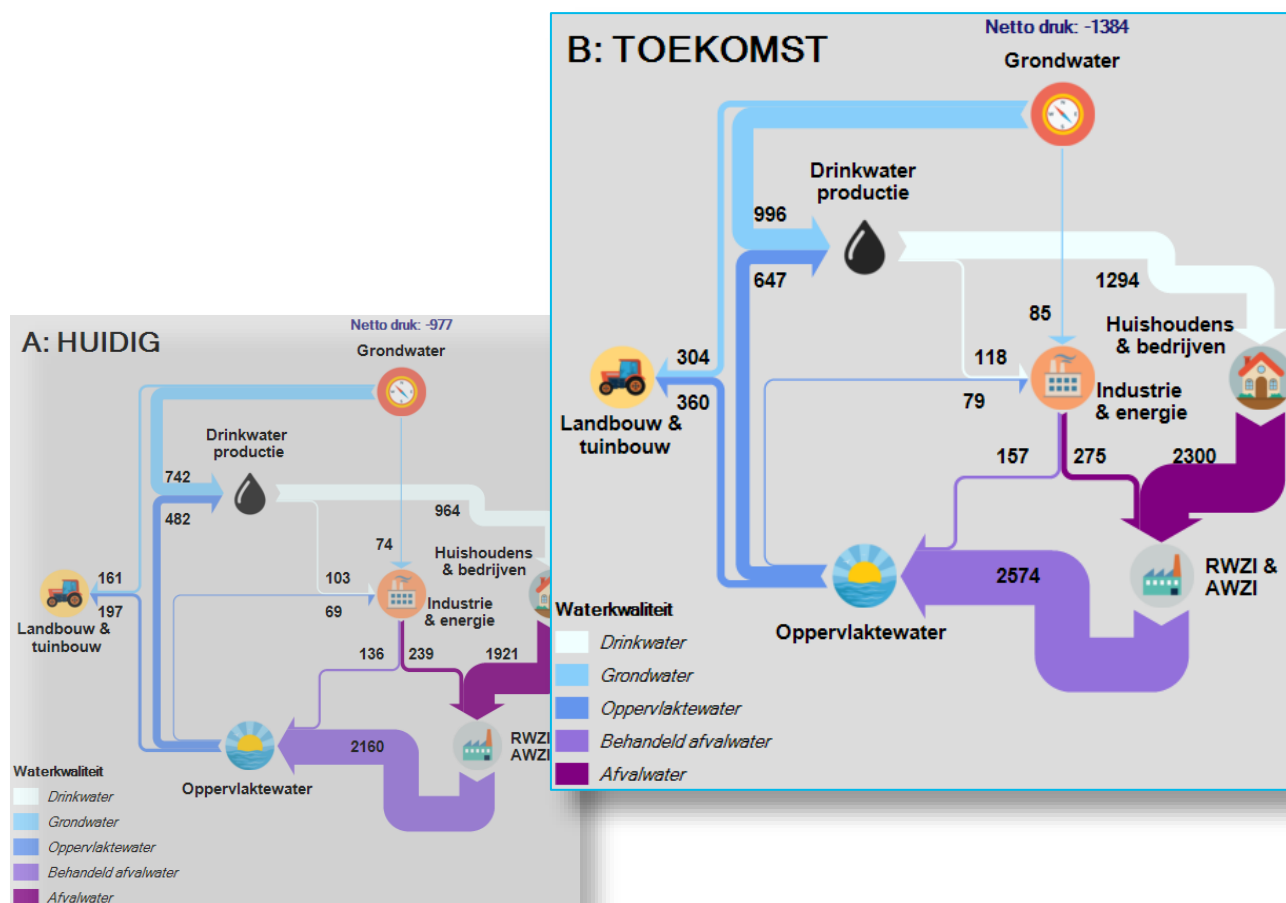 Netto druk: -977
A: HUIDIG
Grondwater
Drinkwater
productie
742
482
964
74
Huishoudens
& bedrijven
161
103
197
69
Industrie
& energie
Landbouw &
tuinbouw
136
239
1921
2160
RWZI
AWZI
Oppervlaktewater
Waterkwaliteit
Drinkwater
Grondwater
Oppervlaktewater
Behandeld afvalwater
Afvalwater
Netto druk: -1384
B: TOEKOMST
Grondwater
Drinkwater
productie
996
647
1294
85
Huishoudens
& bedrijven
304
118
360
79
Industrie
& energie
Landbouw &
tuinbouw
157
275
2300
2574
RWZI &
AWZI
Oppervlaktewater
Waterkwaliteit
Drinkwater
Grondwater
Oppervlaktewater
Behandeld afvalwater
Afvalwater